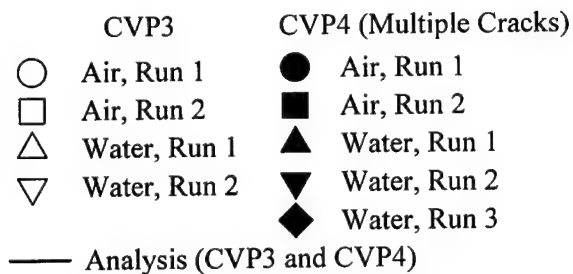 CVP3 CVP4 (Multiple Cracks)
Air, Run 1 Air, Run 1
Air, Run 2 Air, Run 2
Water, Run 1 Water, Run 1
Water, Run 2 Water, Run 2
Water, Run 3
Analysis (CVP3 and CVP4)